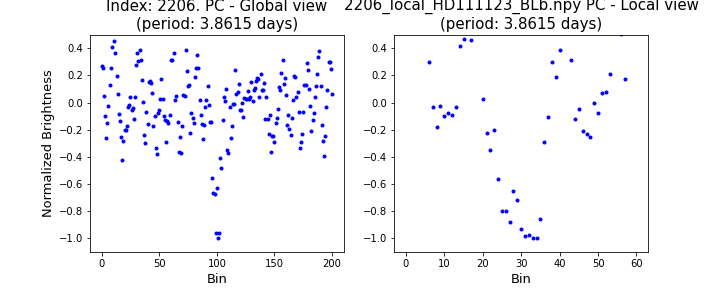 Index: 2206. PC - Global view
(period: 3.8615 days)
2206_local_HD111123_BLb.npy PC - Local view
(period: 3.8615 days)
Normalized Brightness
0.4
0.2
0.0
−0.2
−0.4
−0.6
−0.8
−1.0
0 50 100 150 200
Bin
0.4
0.2
0.0
−0.2
−0.4
−0.6
−0.8
−1.0
0 10 20 30 40 50 60
Bin